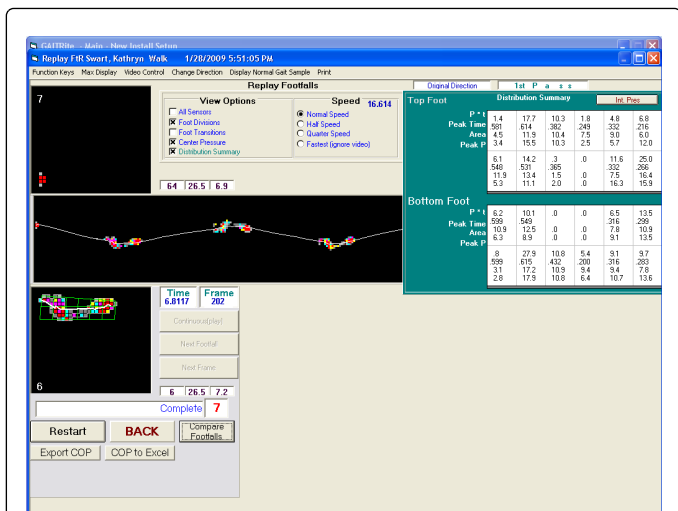 GAITRite - Main - New Install Setup
Replay FtR Swart, Kathryn Walk 1/28/2009 5:51:05 PM
Function Keys Max Display Video Control Change Direction Display Normal Gait Sample Print
Replay Footfalls
Original Direction 1st P a s s
7
View Options
All Sensors
Foot Divisions
Foot Transitions
Center Pressure
Distribution Summary
Speed 16.614
Normal Speed
Half Speed
Quarter Speed
Fastest (ignore video)
64 26.5 6.9
Top Foot Distribution Summary Int. Pres
P * t 1.4 17.7 10.3 1.8 4.8 6.8
Peak Time .581 .614 .382 .249 .332 .216
Area 4.5 11.9 10.4 7.5 9.0 6.0
Peak P 3.4 15.5 10.3 2.5 5.7 12.0
6.1 14.2 .3 .0 11.6 25.0
.548 .531 .365 .332 .266
11.9 13.4 1.5 .0 7.5 16.4
5.3 11.1 2.0 .0 16.3 15.9
Bottom Foot
P * t 6.2 10.1 .0 .0 6.5 13.5
Peak Time .599 .549 .316 .299
Area 10.9 12.5 .0 .0 7.8 10.9
Peak P 6.3 8.9 .0 .0 9.1 13.5
.8 27.9 10.8 5.4 9.1 9.7
.599 .615 .432 .200 .316 .283
3.1 17.2 10.9 9.4 9.4 7.8
2.8 17.9 10.8 6.4 10.7 13.6
6
Time Frame
6.8117 202
Continuous play
Next Footfall
Next Frame
6 26.5 7.2
Complete 7
Restart BACK Compare Footfalls
Export COP COP to Excel